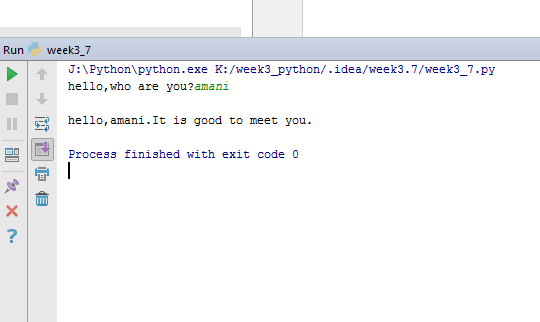 Run week3_7
J:\Python\python.exe K:/week3_python/.idea/week3.7/week3_7.py
hello,who are you?amani
hello,amani.It is good to meet you.
Process finished with exit code 0